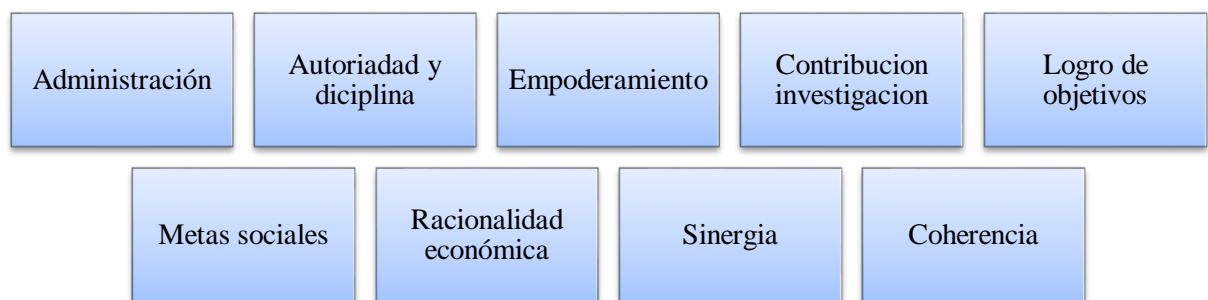 Administración
Autoriadad y
diciplina
Empoderamiento
Contribucion
investigacion
Logro de
objetivos
Metas sociales
Racionalidad
económica
Sinergia
Coherencia